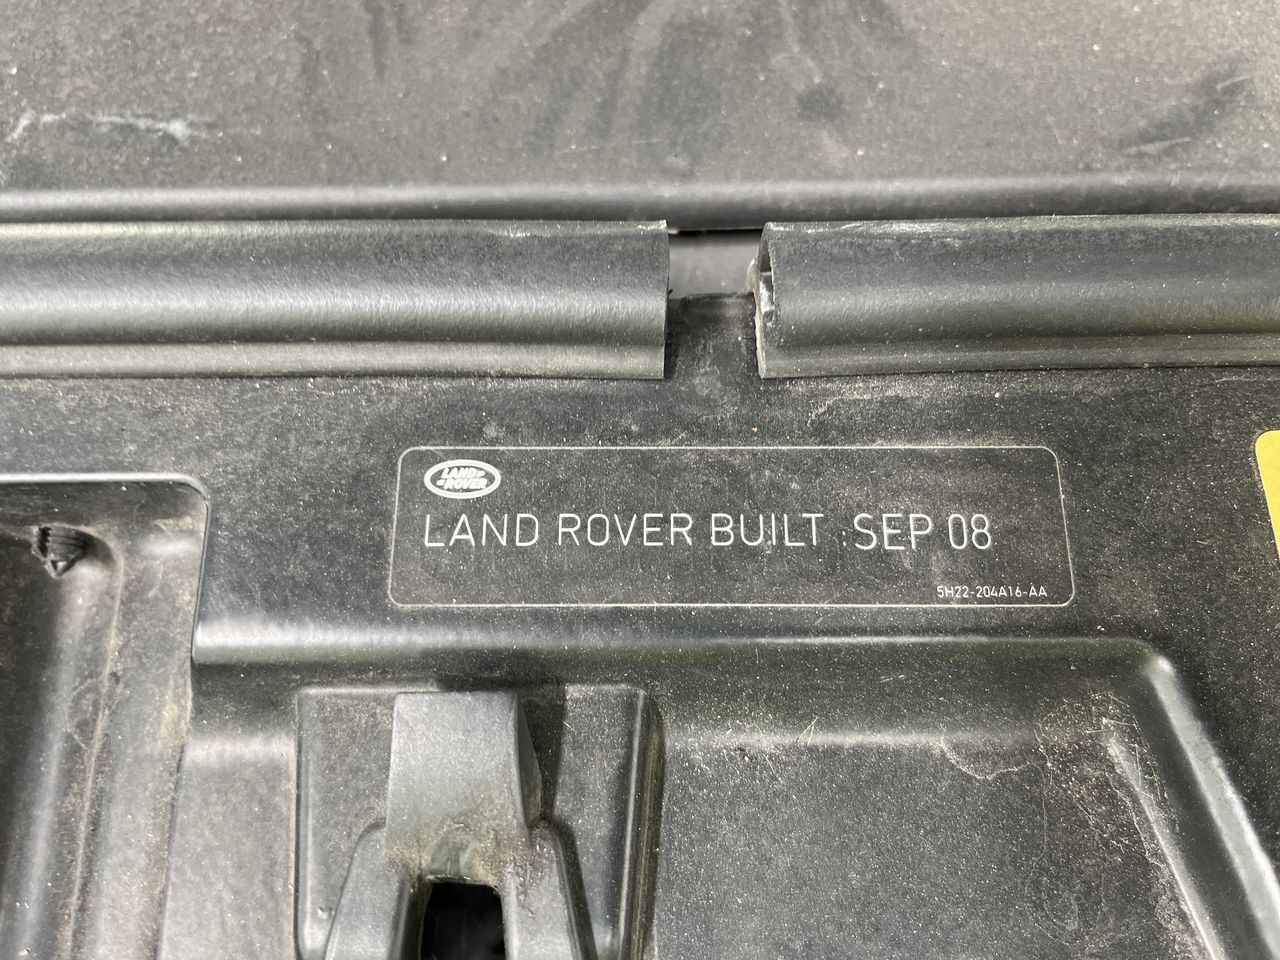 LAND ROVER
LAND ROVER BUILT : SEP 08
5H22-204A16-AA